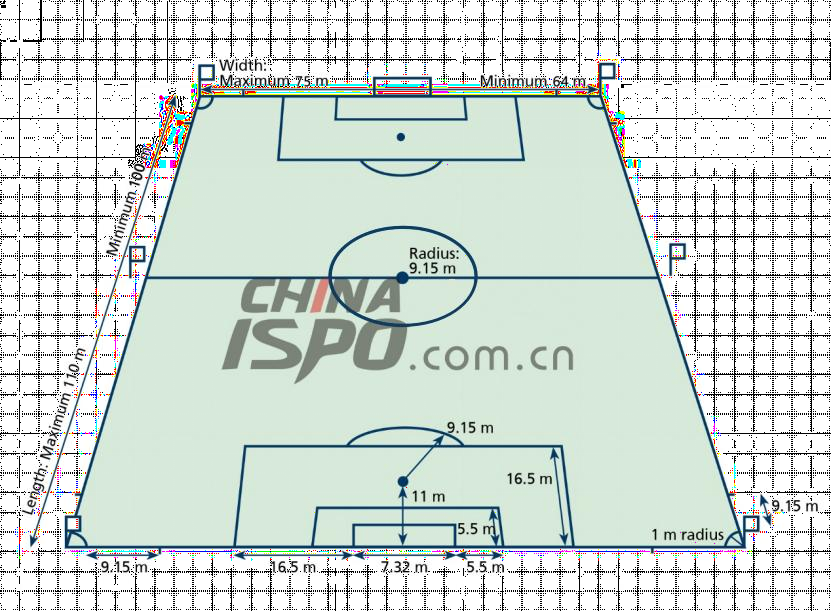 Width:
Maximum 75 m
Minimum 64 m
Minimum 100 m
Radius:
9.15 m
CHINA
ISPO.com.cn
Length: Maximum 110 m
9.15 m
16.5 m
11 m
5.5 m
9.15 m
1 m radius
9.15 m
16.5 m
7.32 m
5.5 m